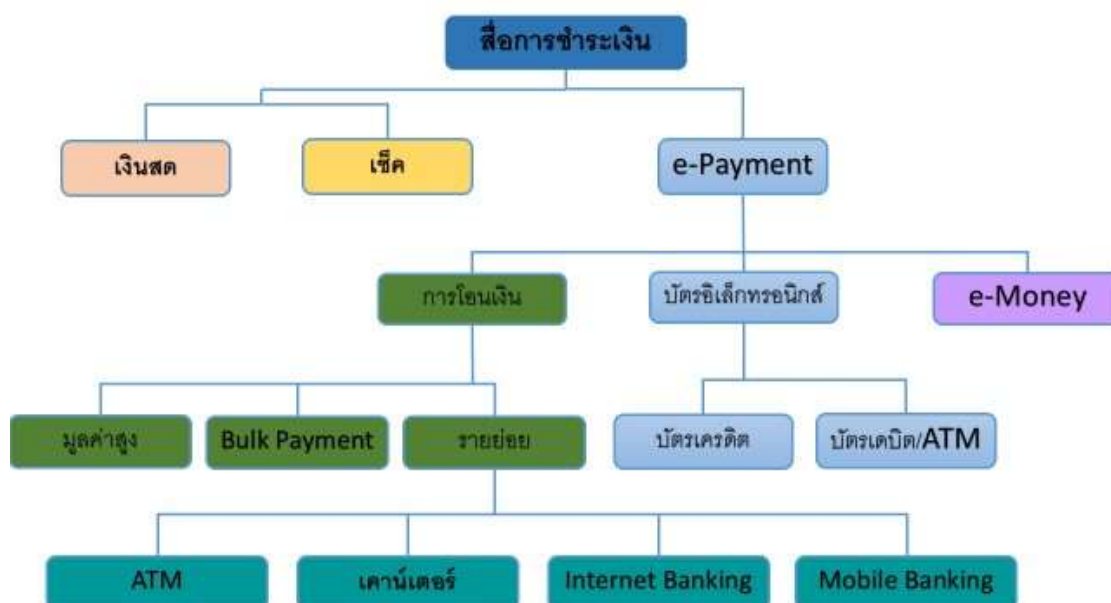 สื่อการชำระเงิน
เงินสด
เช็ค
e-Payment
การโอนเงิน
บัตรอิเล็กทรอนิกส์
e-Money
มูลค่าสูง
Bulk Payment
รายย่อย
บัตรเครดิต
บัตรเดบิต/ATM
ATM
เคาน์เตอร์
Internet Banking
Mobile Banking